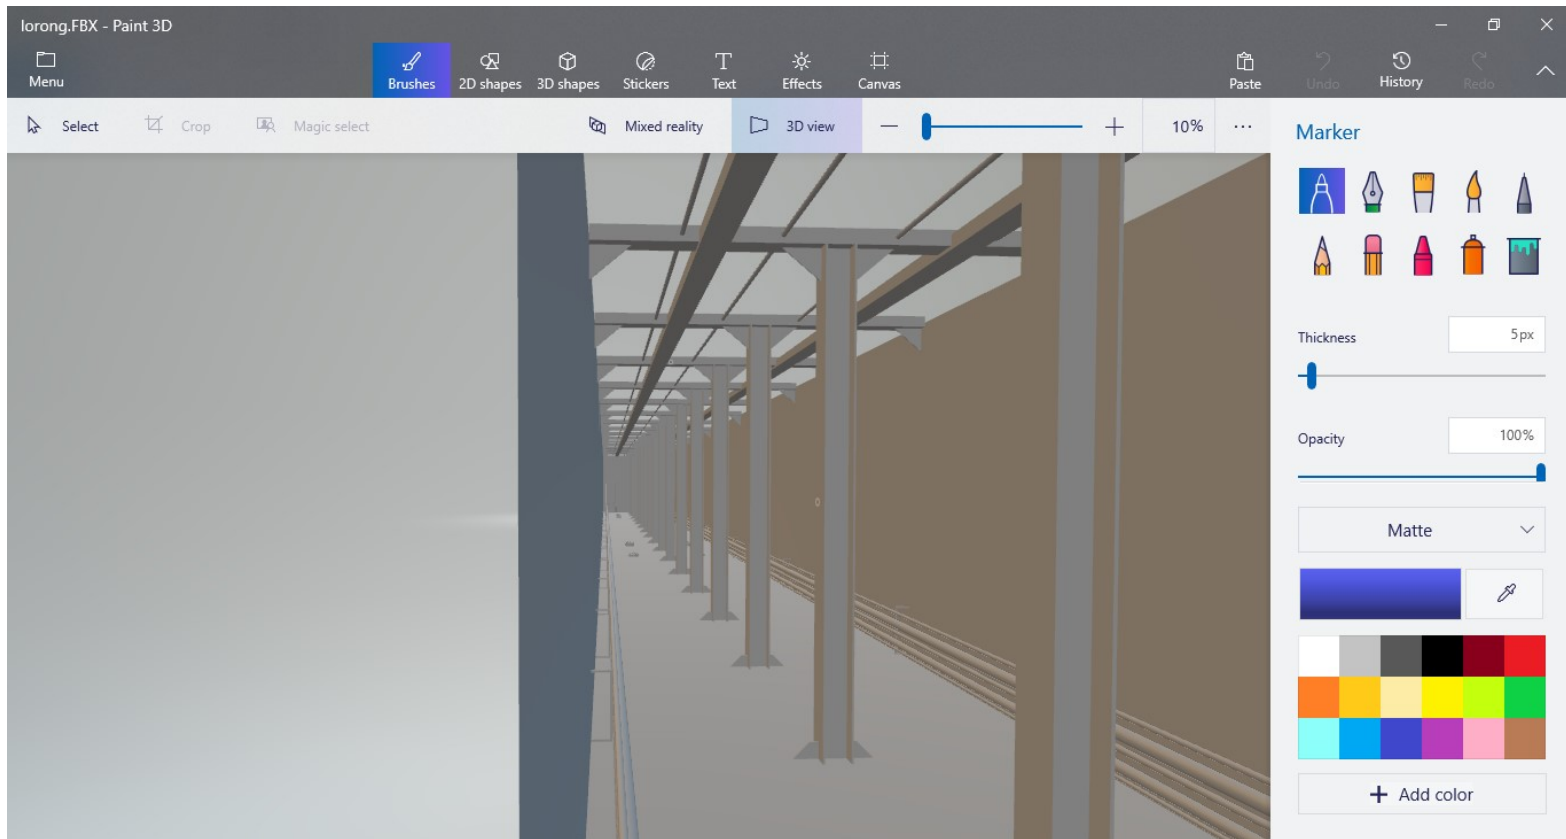 lorong.FBX - Paint 3D
Menu
Brushes
2D shapes
3D shapes
Stickers
Text
Effects
Canvas
Paste
Undo
History
Redo
Select
Crop
Magic select
Mixed reality
3D view
10%
Marker
Thickness
5px
Opacity
100%
Matte
Add color